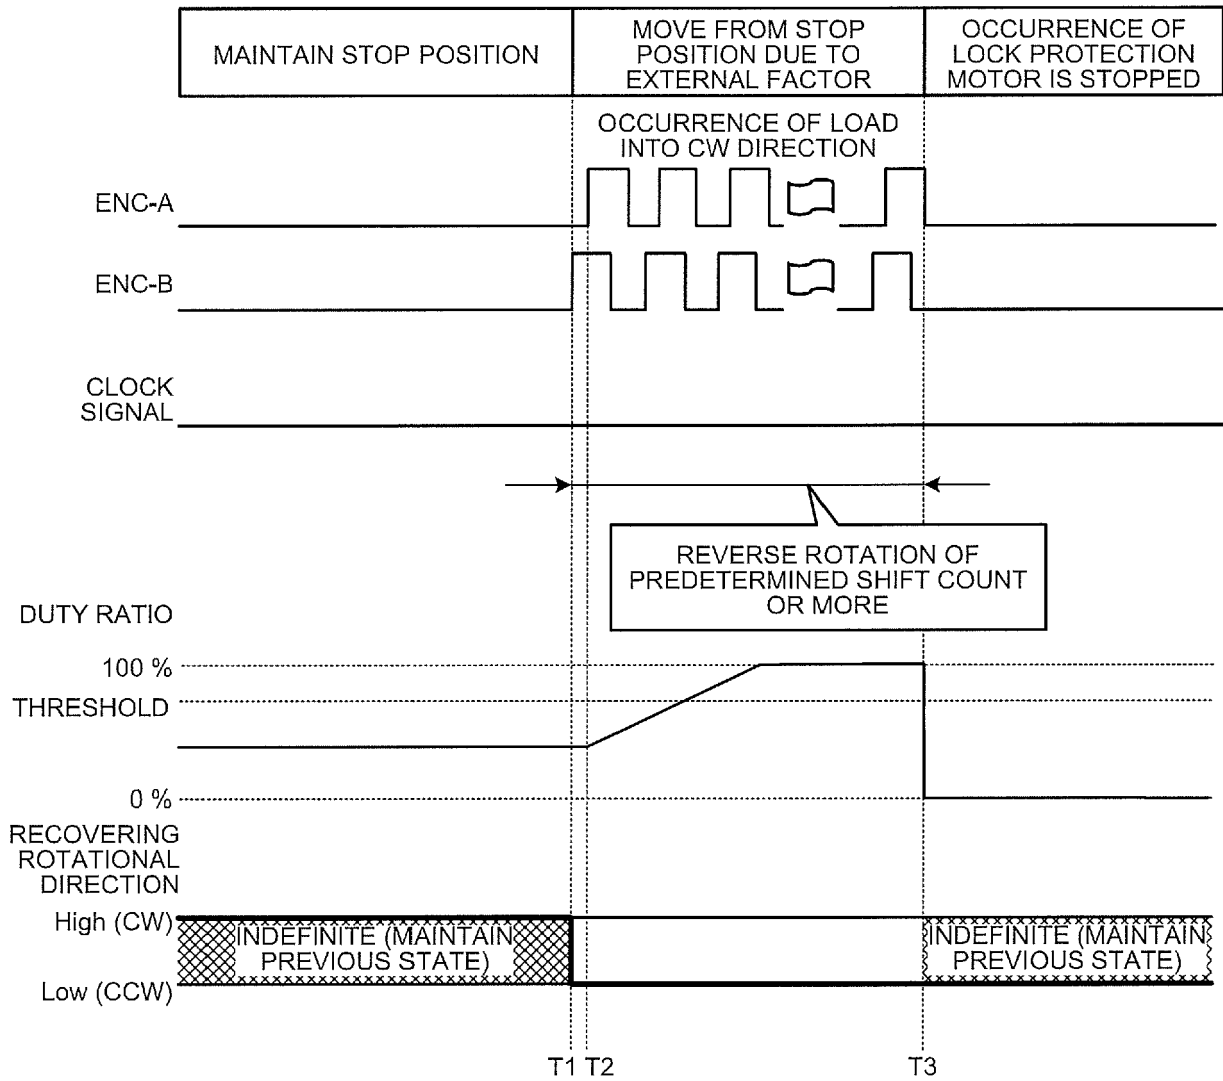 MAINTAIN STOP POSITION
MOVE FROM STOP
POSITION DUE TO
EXTERNAL FACTOR
OCCURRENCE OF
LOCK PROTECTION
MOTOR IS STOPPED
OCCURRENCE OF LOAD
INTO CW DIRECTION
ENC-A
ENC-B
CLOCK
SIGNAL
REVERSE ROTATION OF
PREDETERMINED SHIFT COUNT
OR MORE
DUTY RATIO
100 %
THRESHOLD
0 %
RECOVERING
ROTATIONAL
DIRECTION
High (CW)
INDEFINITE (MAINTAIN
PREVIOUS STATE)
INDEFINITE (MAINTAIN
PREVIOUS STATE)
Low (CCW)
T1 T2 T3